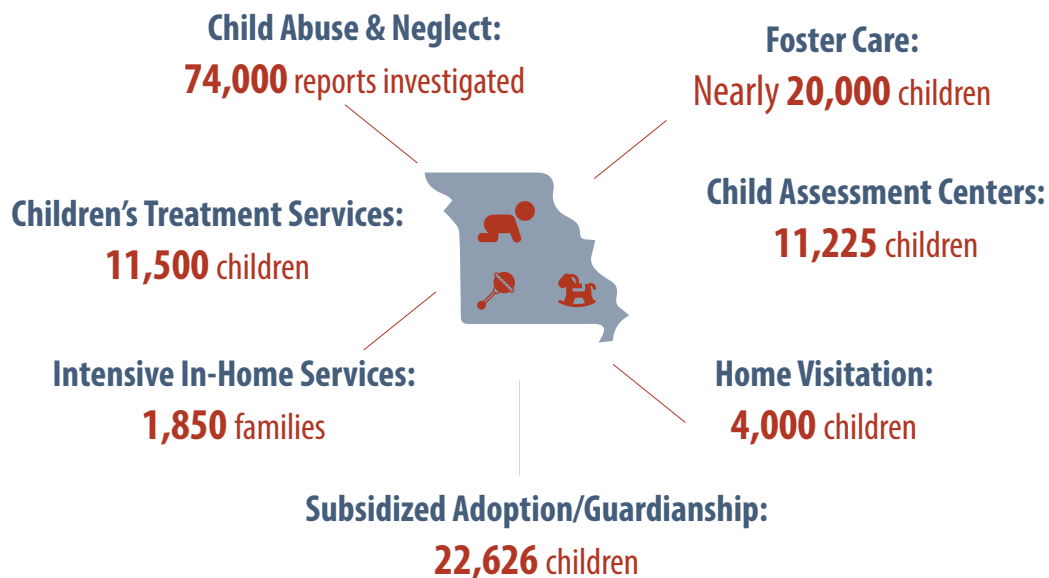 Child Abuse & Neglect:
74,000 reports investigated
Foster Care:
Nearly 20,000 children
Children’s Treatment Services:
11,500 children
Child Assessment Centers:
11,225 children
Intensive In-Home Services:
1,850 families
Home Visitation:
4,000 children
Subsidized Adoption/Guardianship:
22,626 children